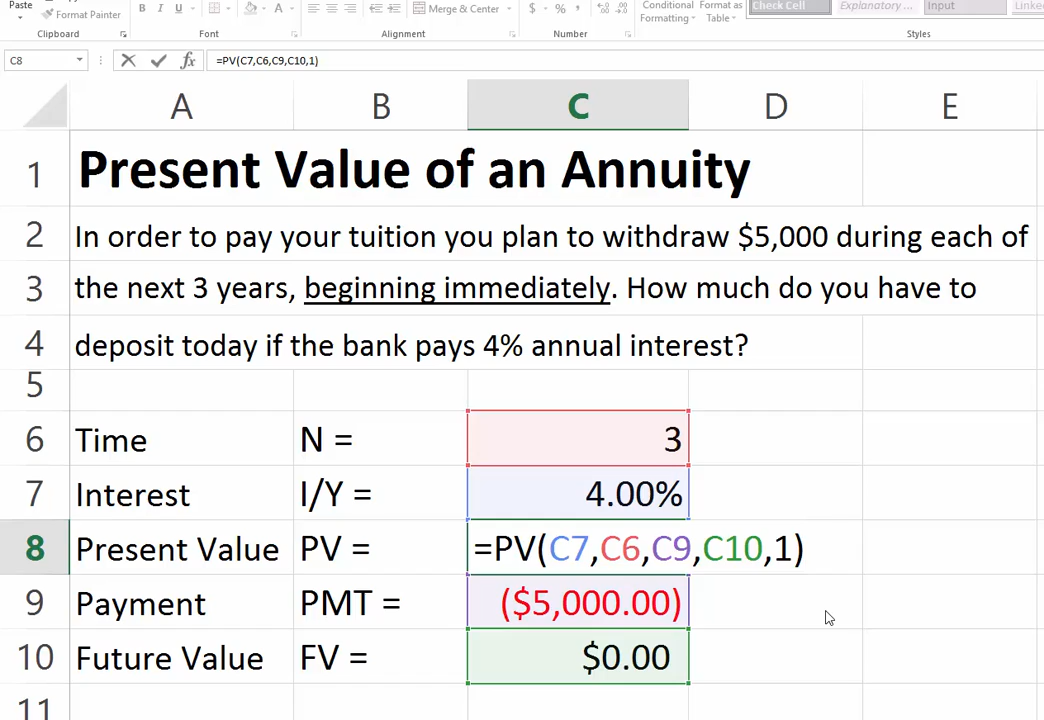 Paste
Format Painter
B I U
A
Merge & Center
$ % ,
Conditional
Formatting
Format as
Table
Check Cell
Explanatory ...
Input
Clipboard
Font
Alignment
Number
Styles
C8
fx
=PV(C7,C6,C9,C10,1)
A B C D E
1 Present Value of an Annuity
2 In order to pay your tuition you plan to withdraw $5,000 during each of
3 the next 3 years, beginning immediately. How much do you have to
4 deposit today if the bank pays 4% annual interest?
5
6 Time N = 3
7 Interest I/Y = 4.00%
8 Present Value PV = =PV(C7,C6,C9,C10,1)
9 Payment PMT = ($5,000.00)
10 Future Value FV = $0.00
11